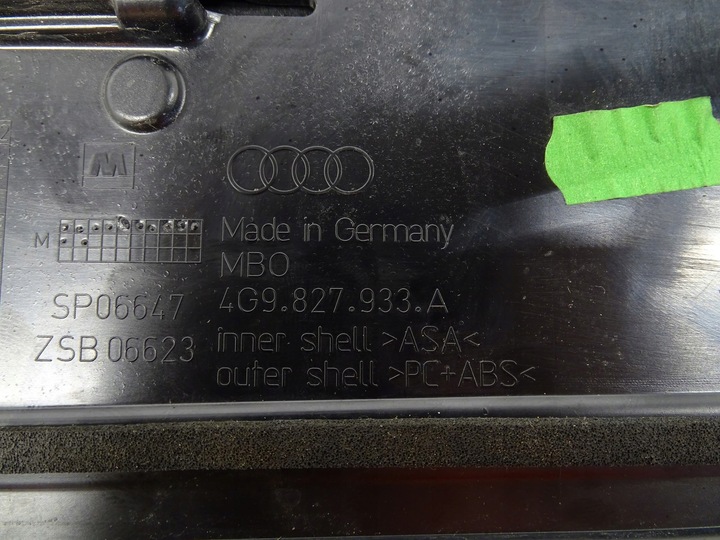 Made in Germany
M
MBO
4G9.827.933.A
SP06647
inner shell >ASA<
ZSB 06623
outer shell >PC+ABS<